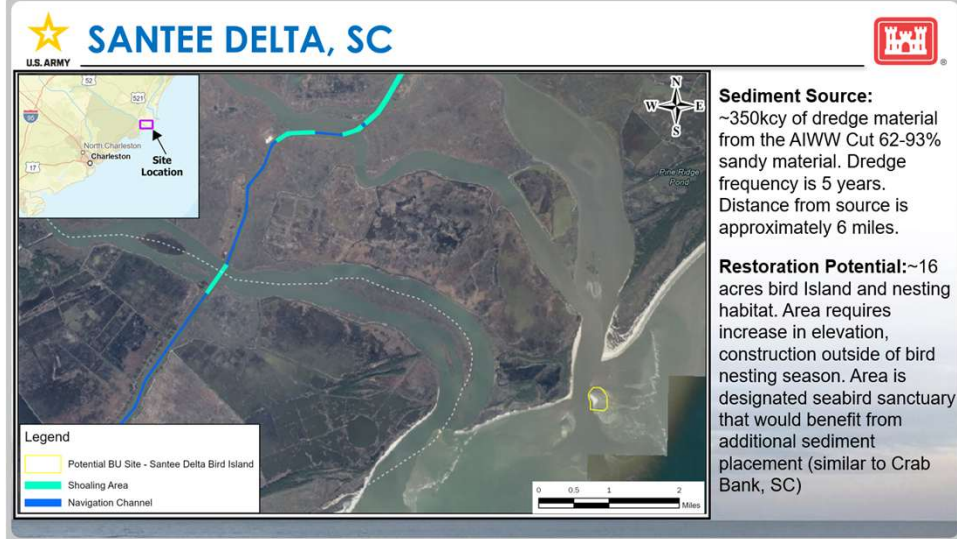 SANTEE DELTA, SC
U.S. ARMY
®
52
521
95
North Charleston
Charleston
17
Site
Location
N
W E
S
Pine Ridge
Pond
Legend
Potential BU Site - Santee Delta Bird Island
Shoaling Area
Navigation Channel
0 0.5 1 2
Miles
Sediment Source:
~350kcy of dredge material
from the AIWW Cut 62-93%
sandy material. Dredge
frequency is 5 years.
Distance from source is
approximately 6 miles.
Restoration Potential:~16
acres bird Island and nesting
habitat. Area requires
increase in elevation,
construction outside of bird
nesting season. Area is
designated seabird sanctuary
that would benefit from
additional sediment
placement (similar to Crab
Bank, SC)